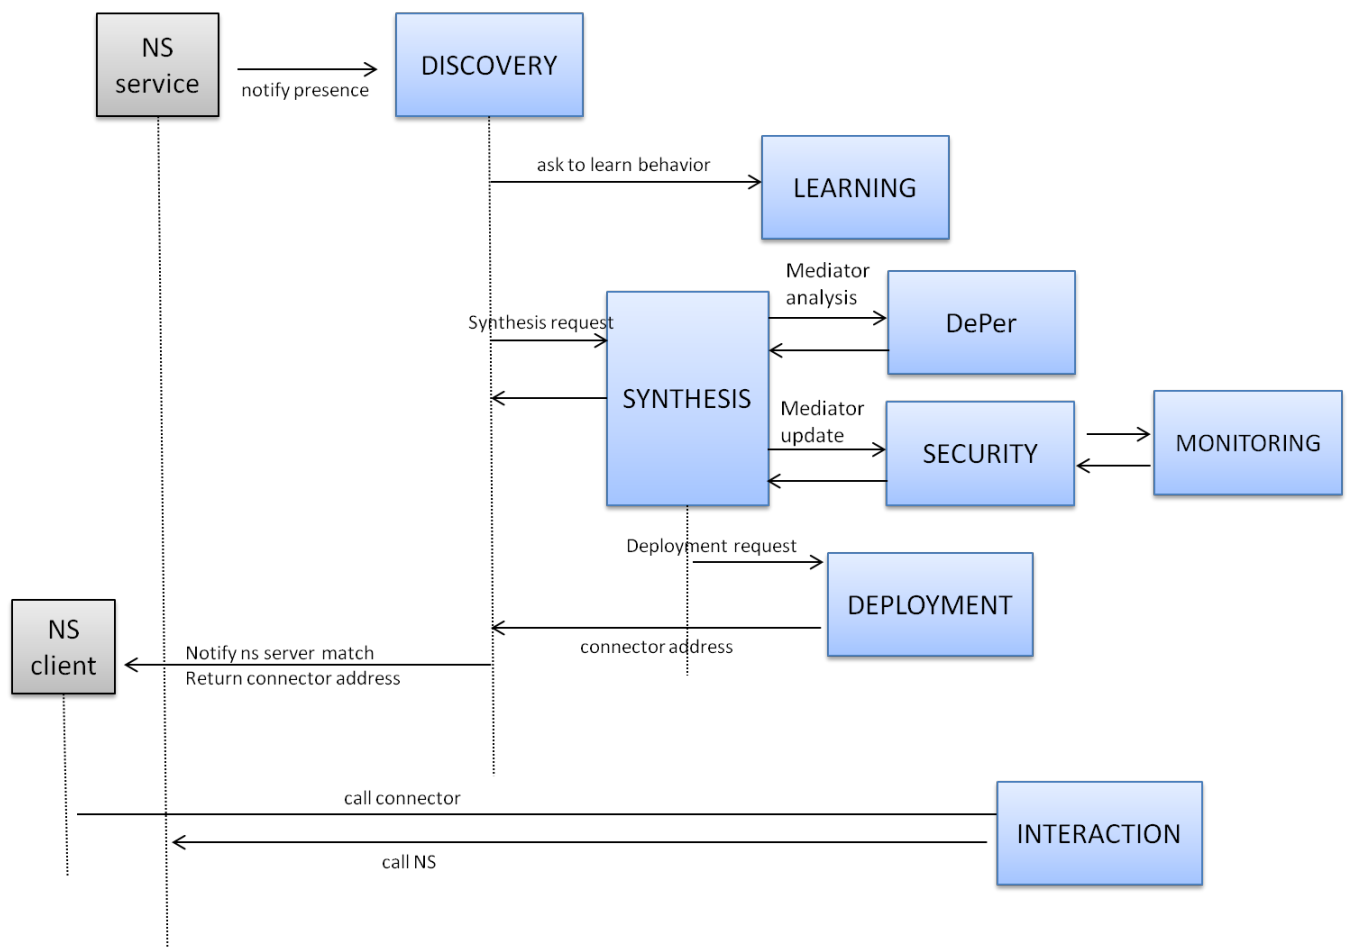 NS
service
notify presence
DISCOVERY
ask to learn behavior
LEARNING
Mediator
analysis
DePer
Synthesis request
SYNTHESIS
Mediator
update
SECURITY
MONITORING
Deployment request
DEPLOYMENT
connector address
NS
client
Notify ns server match
Return connector address
call connector
INTERACTION
call NS